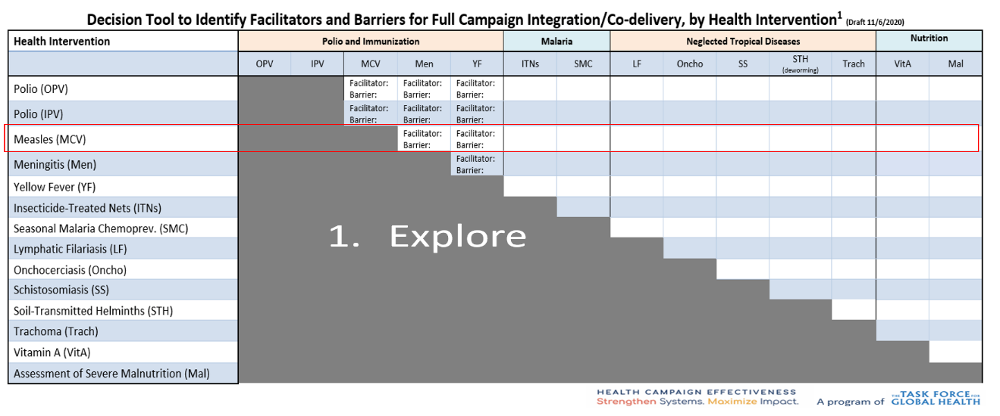 Decision Tool to Identify Facilitators and Barriers for Full Campaign Integration/Co-delivery, by Health Intervention1 (Draft 11/6/2020)
Health Intervention Polio and Immunization Malaria Neglected Tropical Diseases Nutrition
OPV IPV MCV Men YF ITNs SMC LF Oncho SS STH (deworming) Trach VitA Mal
Polio (OPV) Facilitator: Facilitator: Facilitator:
Barrier: Barrier: Barrier:
Polio (IPV) Facilitator: Facilitator: Facilitator:
Barrier: Barrier: Barrier:
Measles (MCV) Facilitator: Facilitator:
Barrier: Barrier:
Meningitis (Men) Facilitator:
Barrier:
Yellow Fever (YF)
Insecticide-Treated Nets (ITNs)
Seasonal Malaria Chemoprev. (SMC)
1. Explore
Lymphatic Filariasis (LF)
Onchocerciasis (Oncho)
Schistosomiasis (SS)
Soil-Transmitted Helminths (STH)
Trachoma (Trach)
Vitamin A (VitA)
Assessment of Severe Malnutrition (Mal)
HEALTH CAMPAIGN EFFECTIVENESS
Strengthen Systems. Maximize Impact.
A program of THE TASK FORCE FOR
GLOBAL HEALTH